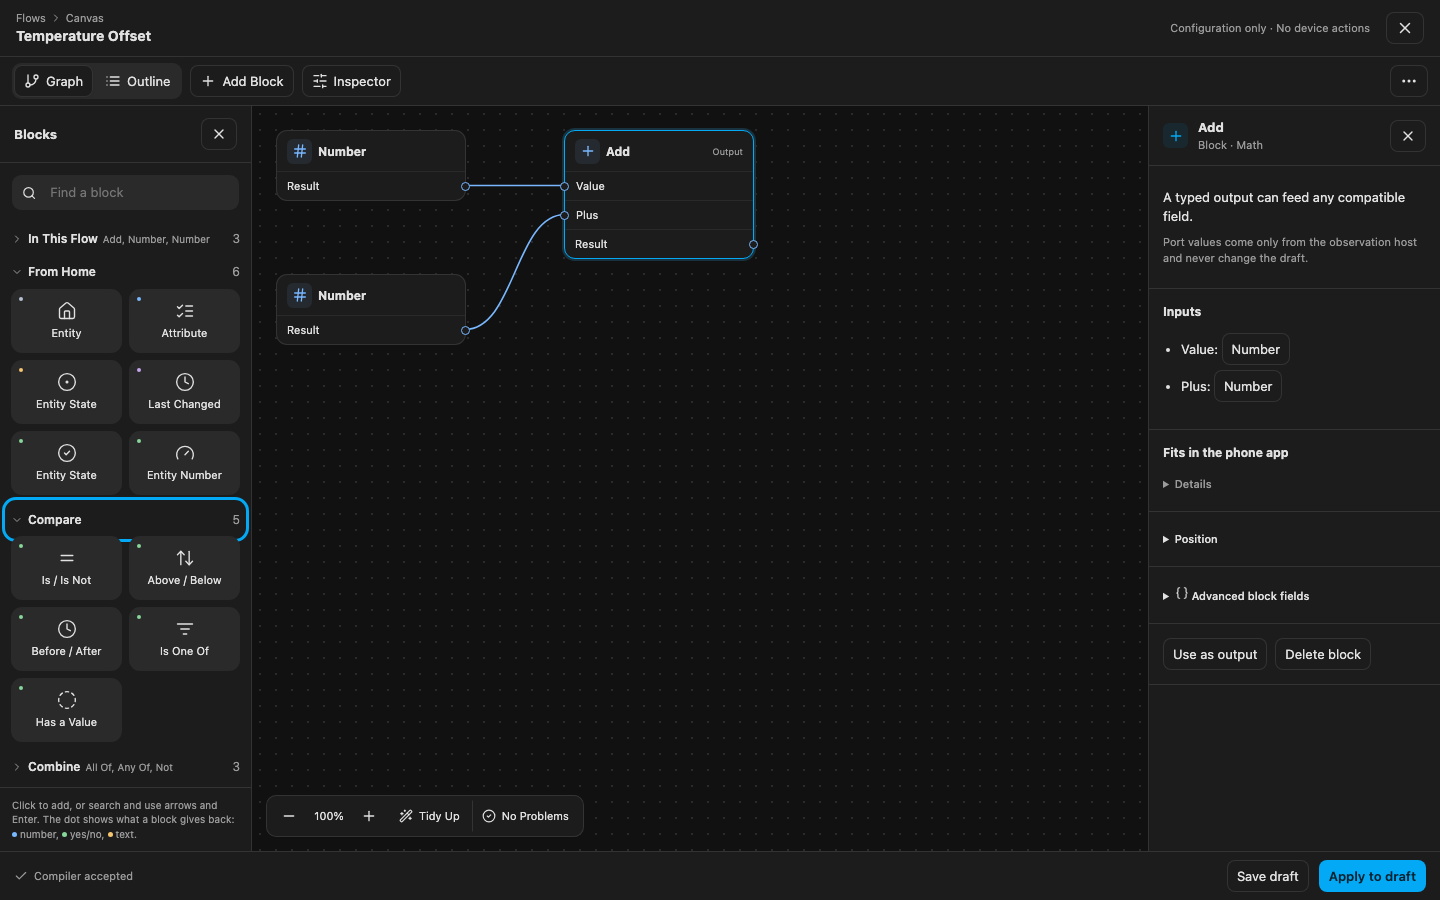 Flows > Canvas
Temperature Offset
Configuration only · No device actions
Graph
Outline
Add Block
Inspector
Blocks
Find a block
In This Flow Add, Number, Number 3
From Home 6
Entity
Attribute
Entity State
Last Changed
Entity State
Entity Number
Compare 5
Is / Is Not
Above / Below
Before / After
Is One Of
Has a Value
Combine All Of, Any Of, Not 3
Click to add, or search and use arrows and
Enter. The dot shows what a block gives back:
number, yes/no, text.
Number
Result
Add Output
Value
Plus
Result
Number
Result
100%
Tidy Up
No Problems
Add
Block · Math
A typed output can feed any compatible
field.
Port values come only from the observation host
and never change the draft.
Inputs
• Value: Number
• Plus: Number
Fits in the phone app
Details
Position
{} Advanced block fields
Use as output
Delete block
Compiler accepted
Save draft
Apply to draft